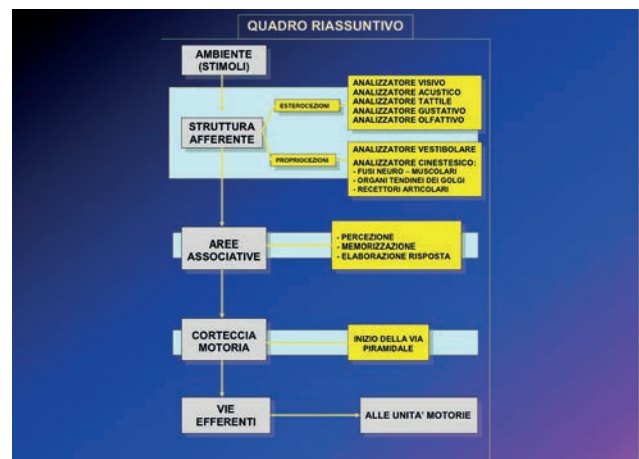 QUADRO RIASSUNTIVO
AMBIENTE
(STIMOLI)
STRUTTURA
AFFERENTE
ESTEROCEZIONI
ANALIZZATORE VISIVO
ANALIZZATORE ACUSTICO
ANALIZZATORE TATTILE
ANALIZZATORE GUSTATIVO
ANALIZZATORE OLFATTIVO
PROPRIOCEZIONI
ANALIZZATORE VESTIBOLARE
ANALIZZATORE CINESTESICO:
- FUSI NEURO – MUSCOLARI
- ORGANI TENDINEI DEI GOLGI
- RECETTORI ARTICOLARI
AREE
ASSOCIATIVE
- PERCEZIONE
- MEMORIZZAZIONE
- ELABORAZIONE RISPOSTA
CORTECCIA
MOTORIA
INIZIO DELLA VIA
PIRAMIDALE
VIE
EFFERENTI
ALLE UNITA' MOTORIE